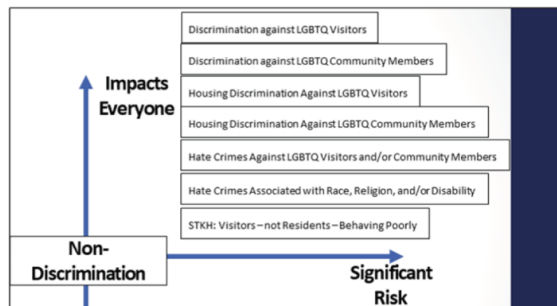 Discrimination against LGBTQ Visitors
Discrimination against LGBTQ Community Members
Impacts
Everyone
Housing Discrimination Against LGBTQ Visitors
Housing Discrimination Against LGBTQ Community Members
Hate Crimes Against LGBTQ Visitors and/or Community Members
Hate Crimes Associated with Race, Religion, and/or Disability
STKH: Visitors – not Residents – Behaving Poorly
Non-
Discrimination
Significant
Risk